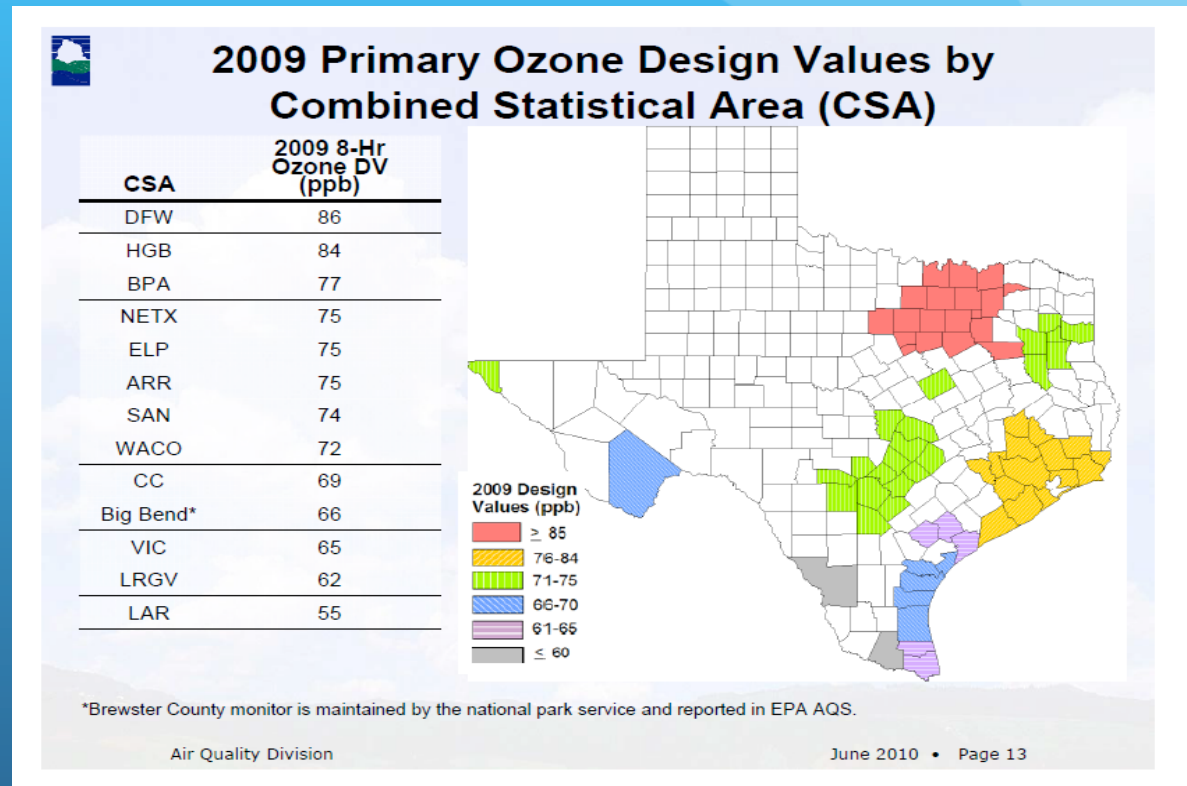 2009 Primary Ozone Design Values by
Combined Statistical Area (CSA)
CSA
2009 8-Hr
Ozone DV
(ppb)
DFW 86
HGB 84
BPA 77
NETX 75
ELP 75
ARR 75
SAN 74
WACO 72
CC 69
Big Bend* 66
VIC 65
LRGV 62
LAR 55
2009 Design
Values (ppb)
≥ 85
76-84
71-75
66-70
61-65
≤ 60
*Brewster County monitor is maintained by the national park service and reported in EPA AQS.
Air Quality Division
June 2010 • Page 13